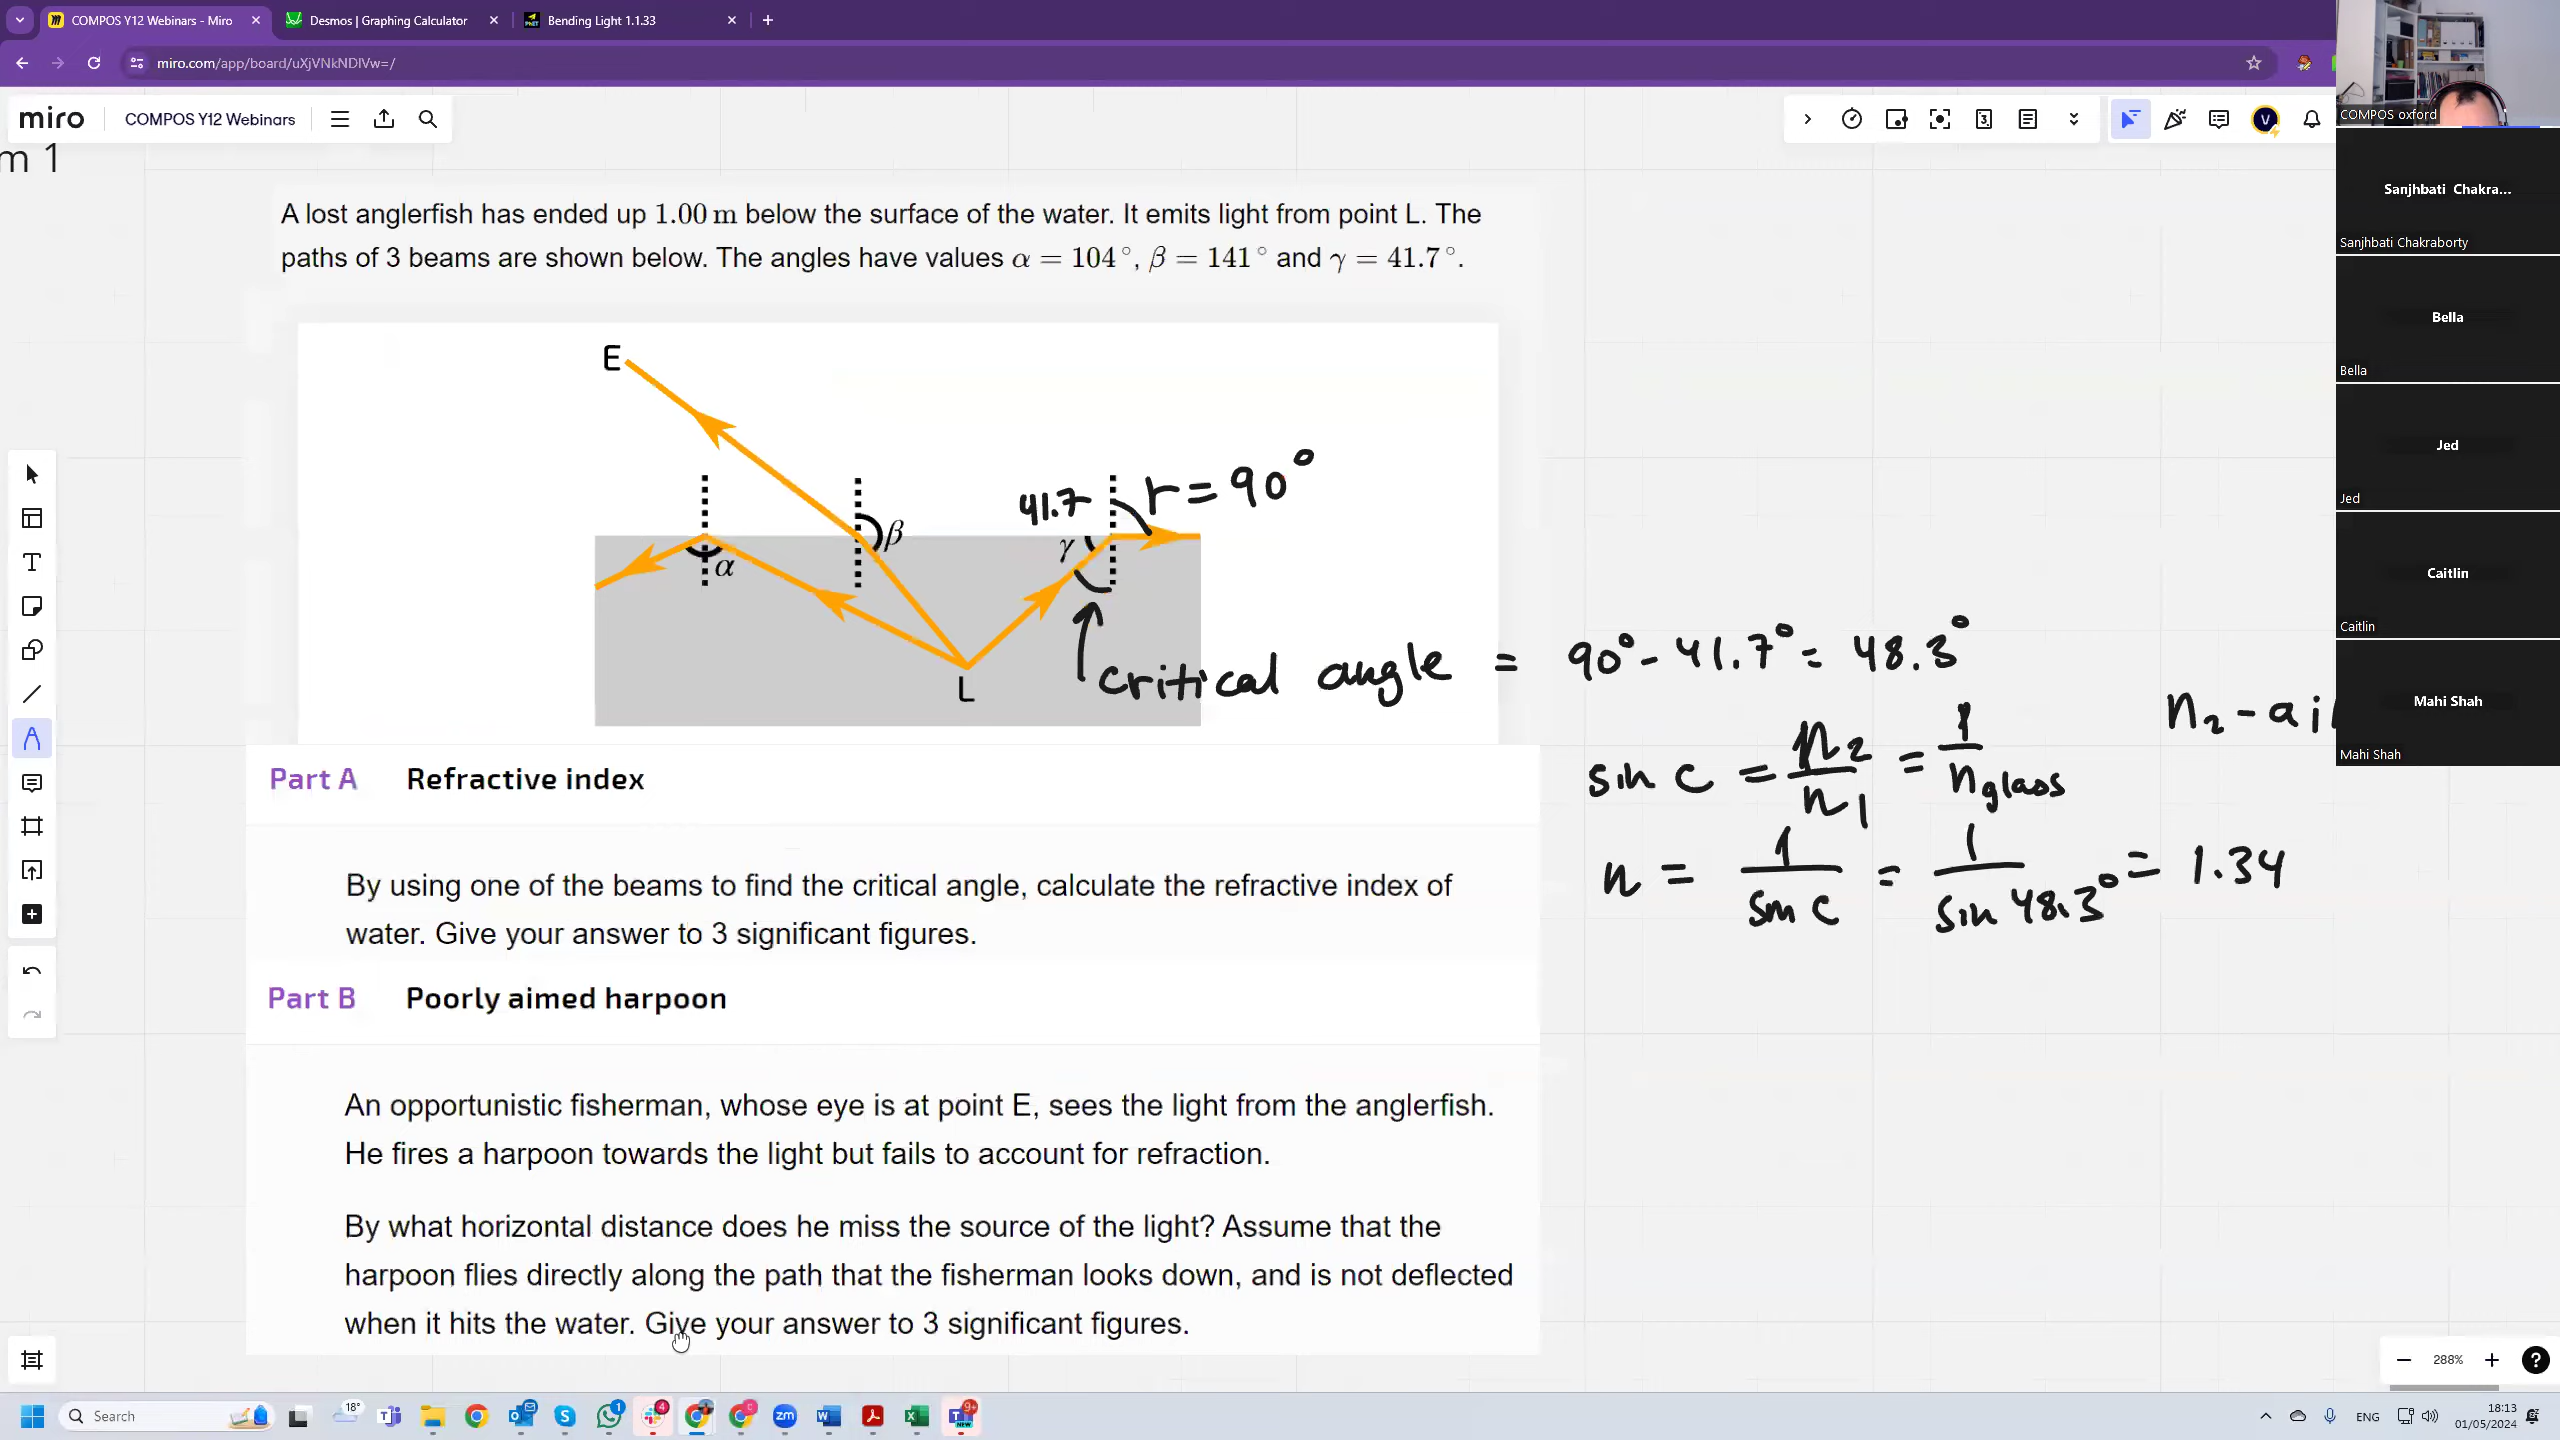 COMPOS Y12 Webinars - Miro
Desmos | Graphing Calculator
Bending Light 1.1.33
miro.com/app/board/uXjVNkNDlVw=/
miro
COMPOS Y12 Webinars
3
V
m 1
A lost anglerfish has ended up 1.00 m below the surface of the water. It emits light from point L. The
paths of 3 beams are shown below. The angles have values α = 104°, β = 141° and γ = 41.7°.
E
41.7
r = 90°
β
γ
α
L
critical angle = 90° - 41.7° = 48.3°
n₂ - ai
sin c = n₂/n₁ = 1/n glass
n = 1/sin c = 1/sin 48.3° = 1.34
Part A Refractive index
By using one of the beams to find the critical angle, calculate the refractive index of
water. Give your answer to 3 significant figures.
Part B Poorly aimed harpoon
An opportunistic fisherman, whose eye is at point E, sees the light from the anglerfish.
He fires a harpoon towards the light but fails to account for refraction.
By what horizontal distance does he miss the source of the light? Assume that the
harpoon flies directly along the path that the fisherman looks down, and is not deflected
when it hits the water. Give your answer to 3 significant figures.
COMPOS oxford
Sanjhbati Chakra...
Sanjhbati Chakraborty
Bella
Bella
Jed
Jed
Caitlin
Caitlin
Mahi Shah
Mahi Shah
288%
Search
18°
1
4
9+
zm
NEW
ENG
18:13
01/05/2024